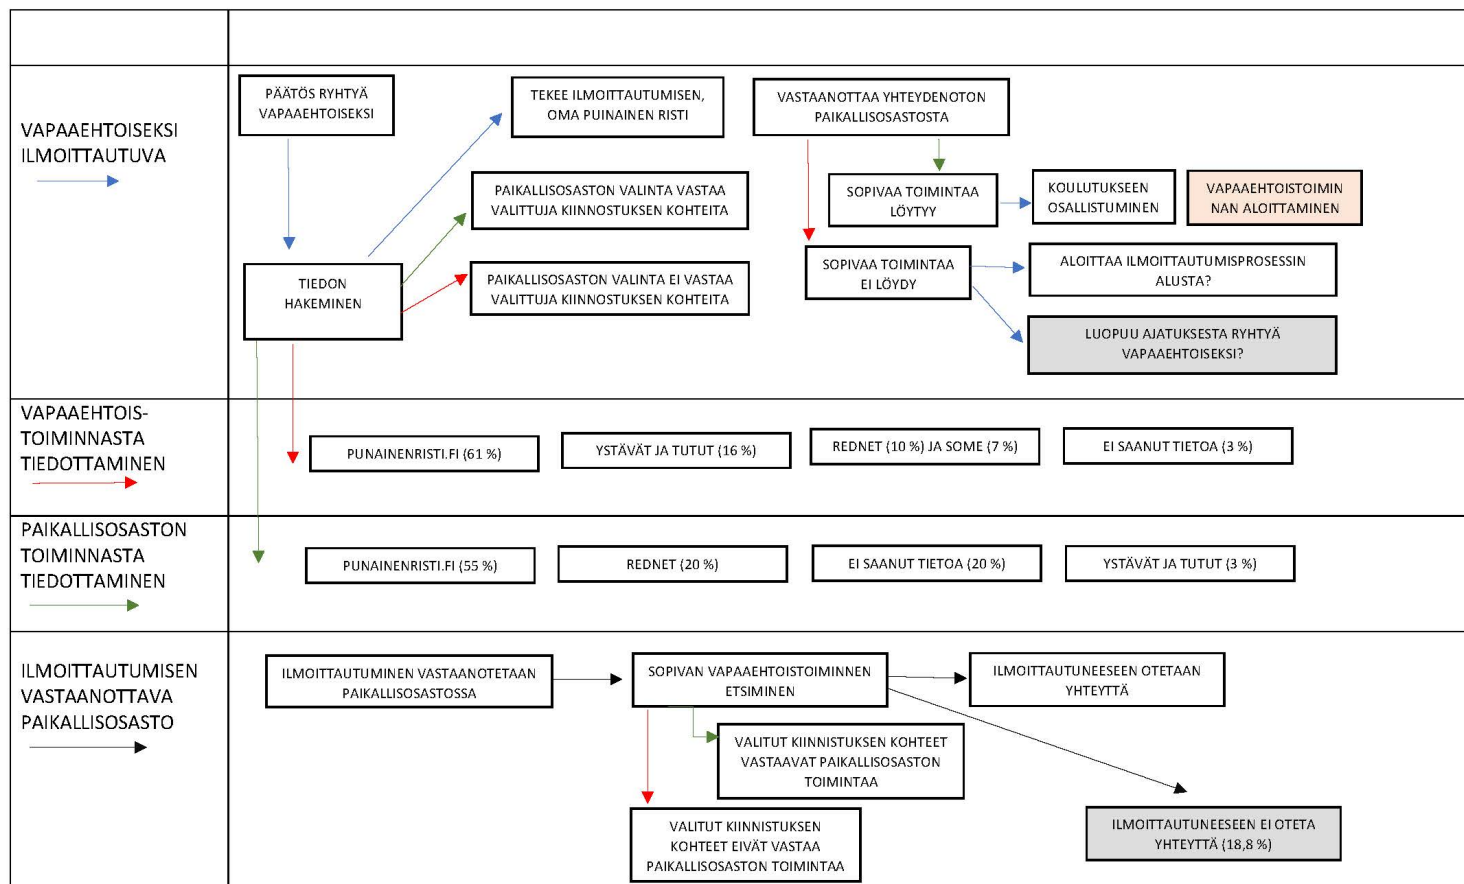 VAPAAEHTOISEKSI
ILMOITTAUTUVA
PÄÄTÖS RYHTYÄ
VAPAAEHTOISEKSI
TEKEE ILMOITTAUTUMISEN,
OMA PUINAINEN RISTI
VASTAANOTTAA YHTEYDENOTON
PAIKALLISOSASTOSTA
PAIKALLISOSASTON VALINTA VASTAA
VALITTUJA KIINNOSTUKSEN KOHTEITA
SOPIVAA TOIMINTAA
LÖYTYY
KOULUTUKSEEN
OSALLISTUMINEN
VAPAAEHTOISTOIMIN
NAN ALOITTAMINEN
TIEDON
HAKEMINEN
PAIKALLISOSASTON VALINTA EI VASTAA
VALITTUJA KIINNOSTUKSEN KOHTEITA
SOPIVAA TOIMINTAA
EI LÖYDY
ALOITTAA ILMOITTAUTUMISPROSESSIN
ALUSTA?
LUOPUU AJATUKSESTA RYHTYÄ
VAPAAEHTOISEKSI?
VAPAAEHTOIS-
TOIMINNASTA
TIEDOTTAMINEN
PUNAINENRISTI.FI (61 %)
YSTÄVÄT JA TUTUT (16 %)
REDNET (10 %) JA SOME (7 %)
EI SAANUT TIETOA (3 %)
PAIKALLISOSASTON
TOIMINNASTA
TIEDOTTAMINEN
PUNAINENRISTI.FI (55 %)
REDNET (20 %)
EI SAANUT TIETOA (20 %)
YSTÄVÄT JA TUTUT (3 %)
ILMOITTAUTUMISEN
VASTAANOTTAVA
PAIKALLISOSASTO
ILMOITTAUTUMINEN VASTAANOTETAAN
PAIKALLISOSASTOSSA
SOPIVAN VAPAAEHTOISTOIMINNEN
ETSIMINEN
ILMOITTAUTUNEESEEN OTETAAN
YHTEYTTÄ
VALITUT KIINNISTUKSEN KOHTEET
VASTAAVAT PAIKALLISOSASTON
TOIMINTAA
VALITUT KIINNISTUKSEN
KOHTEET EIVÄT VASTAA
PAIKALLISOSASTON TOIMINTAA
ILMOITTAUTUNEESEEN EI OTETA
YHTEYTTÄ (18,8 %)